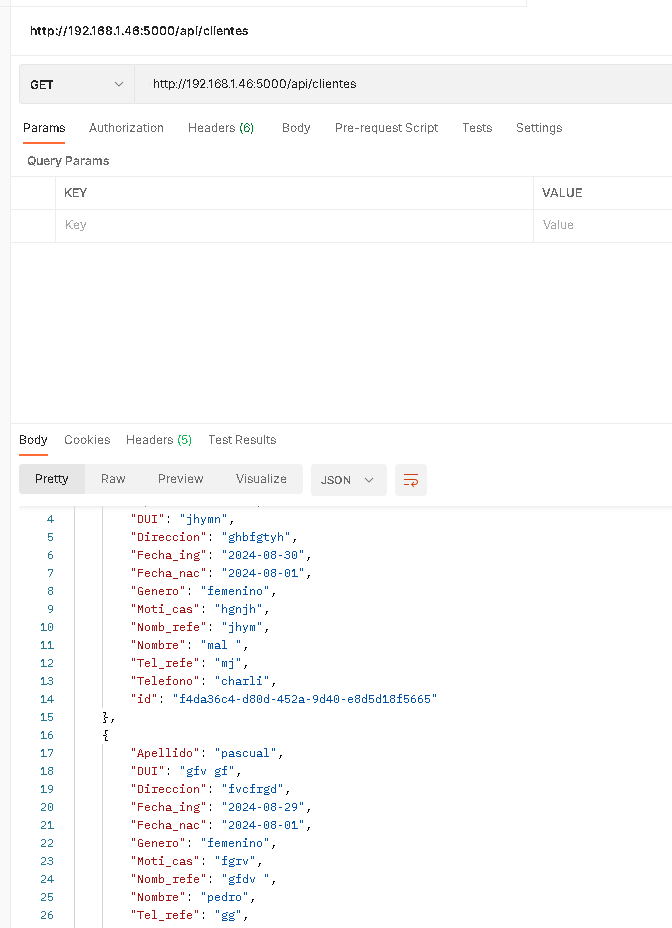 http://192.168.1.46:5000/api/clientes
GET http://192.168.1.46:5000/api/clientes
Params Authorization Headers (6) Body Pre-request Script Tests Settings
Query Params
KEY VALUE
Key Value
Body Cookies Headers (5) Test Results
Pretty Raw Preview Visualize JSON
4 "DUI": "jhymn",
5 "Direccion": "ghbfgtyh",
6 "Fecha_ing": "2024-08-30",
7 "Fecha_nac": "2024-08-01",
8 "Genero": "femenino",
9 "Moti_cas": "hgnjh",
10 "Nomb_refe": "jhym",
11 "Nombre": "mal ",
12 "Tel_refe": "mj",
13 "Telefono": "charli",
14 "id": "f4da36c4-d80d-452a-9d40-e8d5d18f5665"
15 },
16 {
17 "Apellido": "pascual",
18 "DUI": "gfv gf",
19 "Direccion": "fvcfrgd",
20 "Fecha_ing": "2024-08-29",
21 "Fecha_nac": "2024-08-01",
22 "Genero": "femenino",
23 "Moti_cas": "fgrv ",
24 "Nomb_refe": "gfdv ",
25 "Nombre": "pedro",
26 "Tel_refe": "gg",